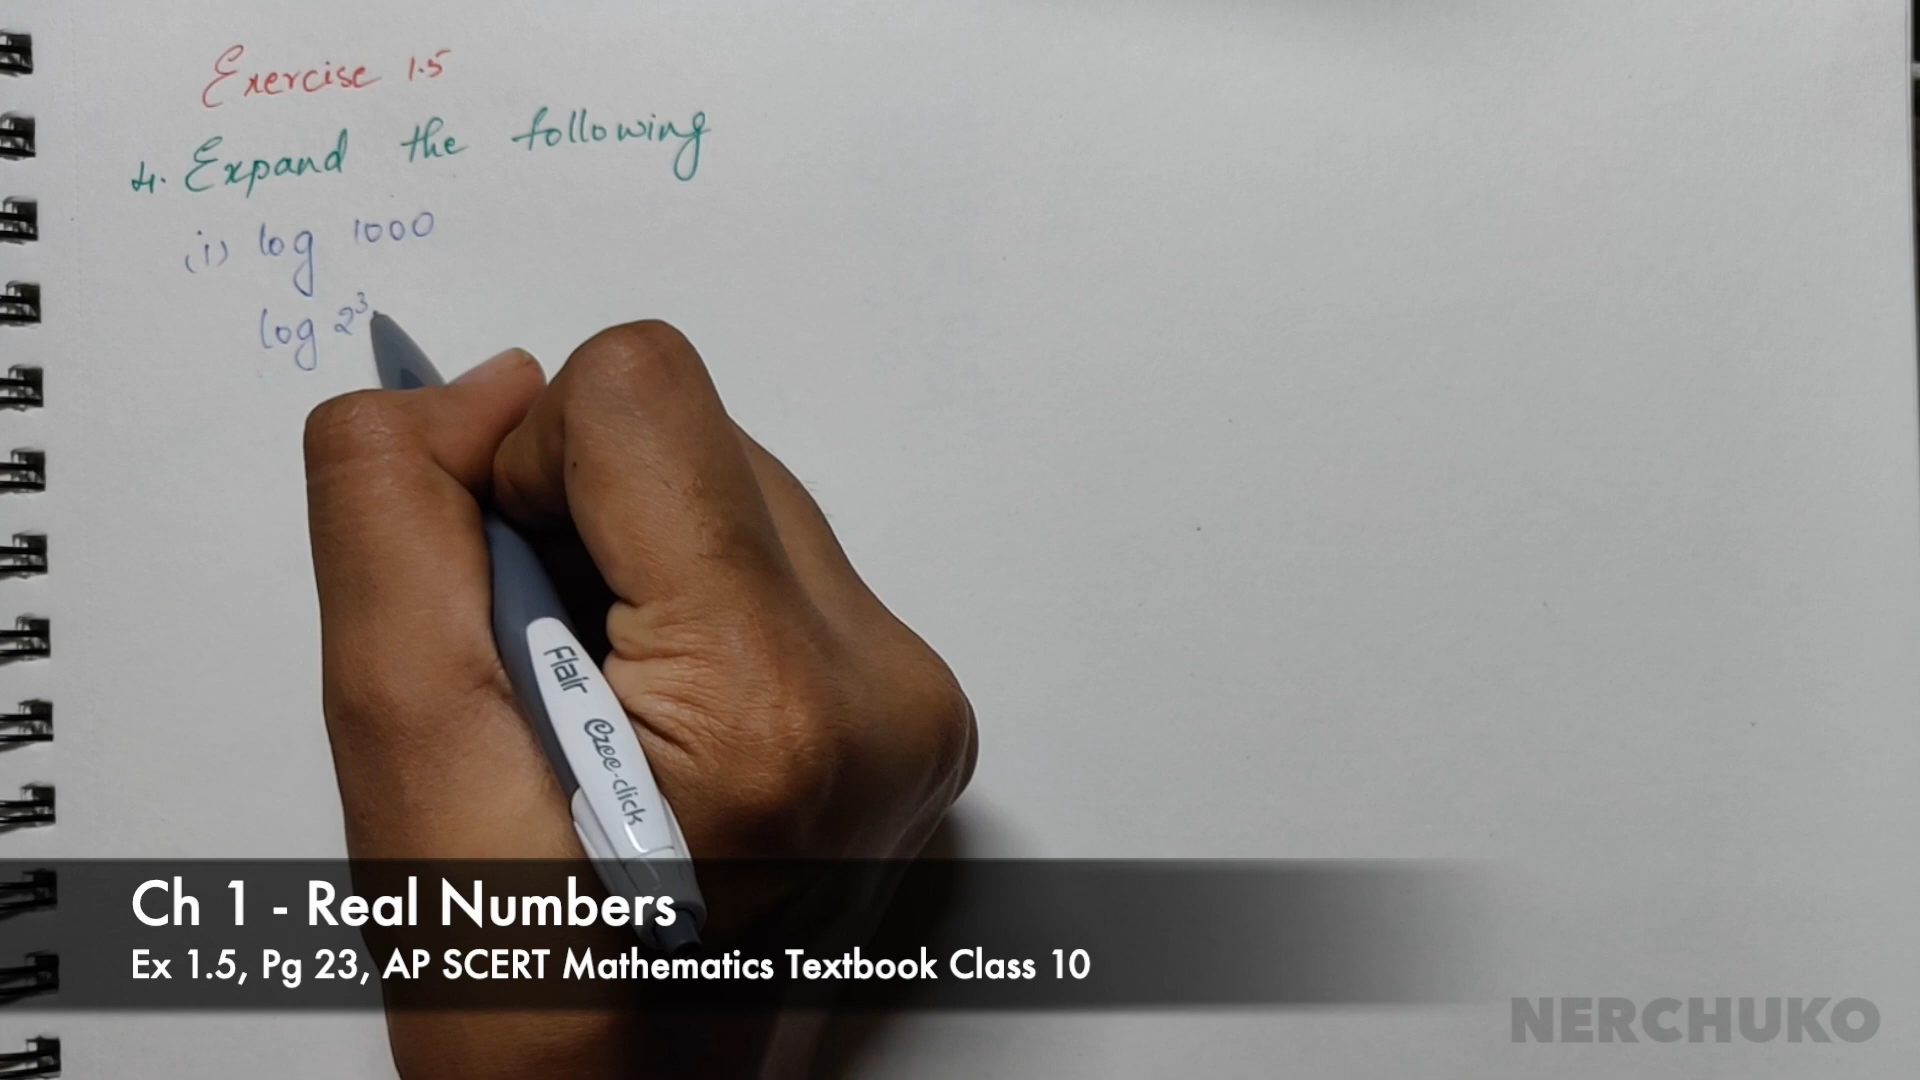 Exercise 1.5
4. Expand the following
(i) log 1000
log 2³
Flair
Ezee-click
Ch 1 - Real Numbers
Ex 1.5, Pg 23, AP SCERT Mathematics Textbook Class 10
NERCHUKO